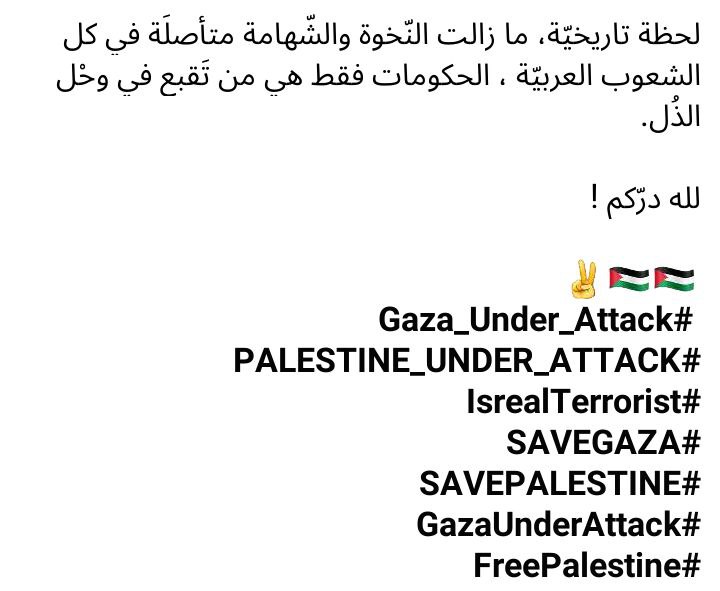 لحظة تاريخيّة، ما زالت النّخوة والشّهامة متأصلَة في كل
الشعوب العربيّة ، الحكومات فقط هي من تَقبع في وحْل
الذُل.
لله درّكم !
🇵🇸🇵🇸✌️
#Gaza_Under_Attack
#PALESTINE_UNDER_ATTACK
#IsrealTerrorist
#SAVEGAZA
#SAVEPALESTINE
#GazaUnderAttack
#FreePalestine